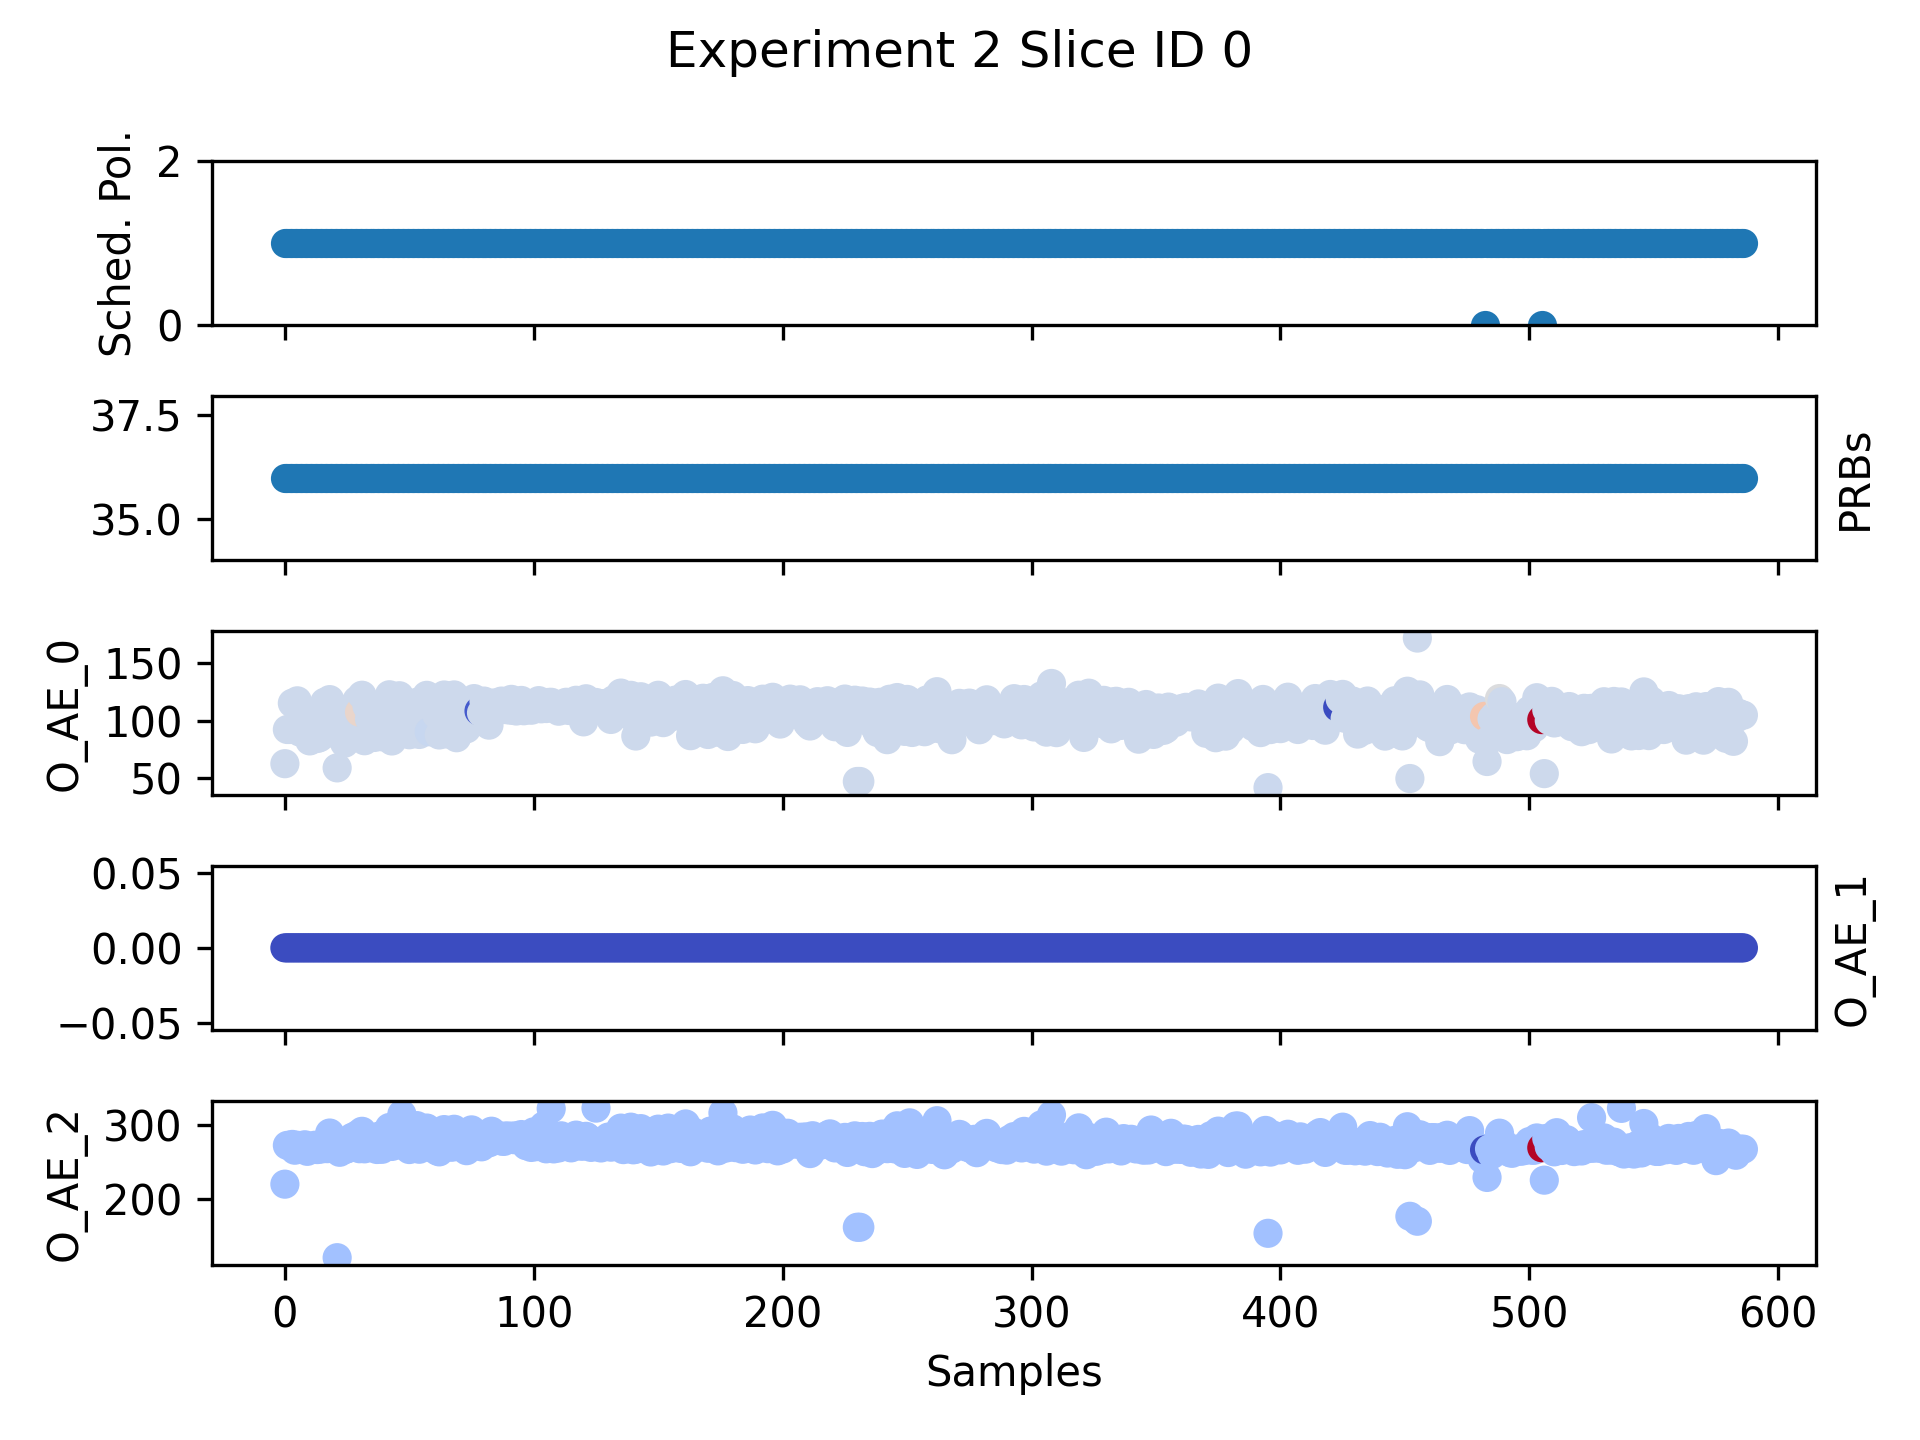 Experiment 2 Slice ID 0
Sched. Pol.
2
0
37.5
35.0
PRBs
O_AE_0
150
100
50
0.05
0.00
−0.05
O_AE_1
O_AE_2
300
200
0 100 200 300 400 500 600
Samples